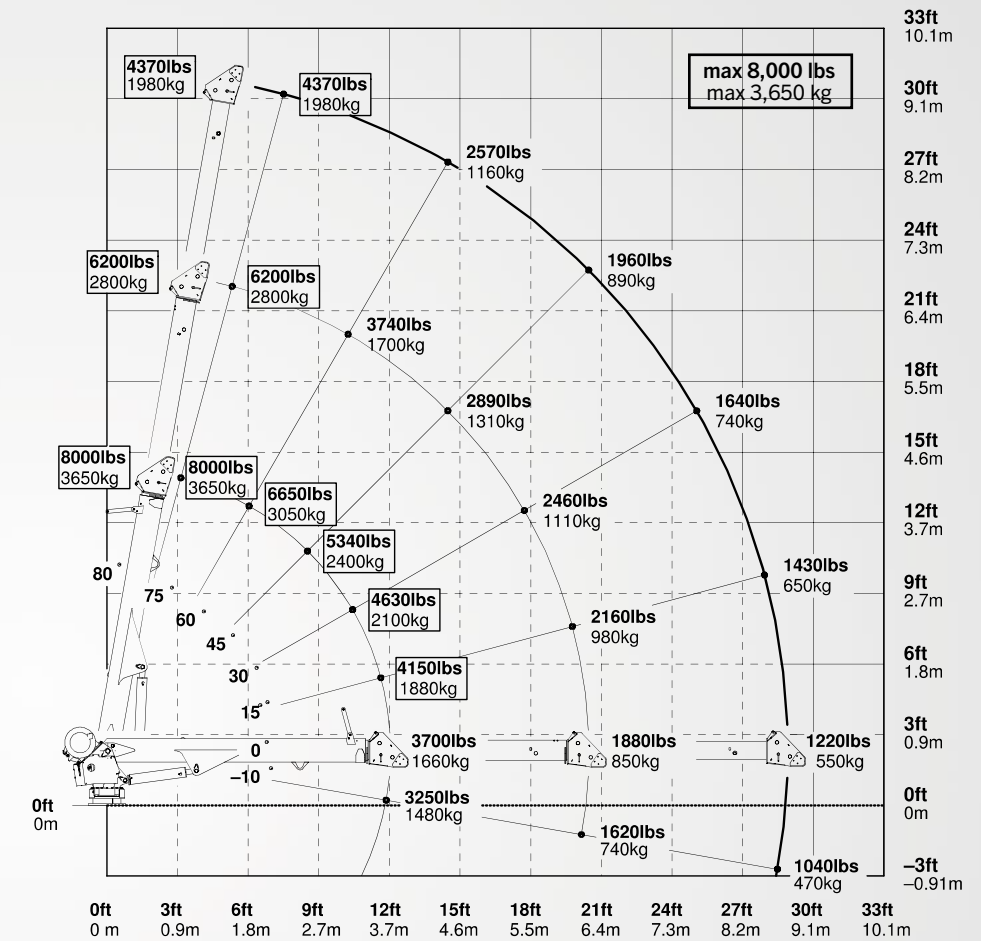 33ft
10.1m
4370lbs
1980kg
4370lbs
1980kg
max 8,000 lbs
max 3,650 kg
30ft
9.1m
2570lbs
1160kg
27ft
8.2m
24ft
7.3m
6200lbs
2800kg
6200lbs
2800kg
1960lbs
890kg
21ft
6.4m
3740lbs
1700kg
18ft
5.5m
2890lbs
1310kg
1640lbs
740kg
15ft
4.6m
8000lbs
3650kg
8000lbs
3650kg
6650lbs
3050kg
2460lbs
1110kg
12ft
3.7m
5340lbs
2400kg
1430lbs
650kg
9ft
2.7m
80
75
60
45
30
15
0
–10
4630lbs
2100kg
2160lbs
980kg
4150lbs
1880kg
6ft
1.8m
3700lbs
1660kg
1880lbs
850kg
1220lbs
550kg
3ft
0.9m
3250lbs
1480kg
0ft
0m
0ft
0m
1620lbs
740kg
1040lbs
470kg
–3ft
–0.91m
0ft 3ft 6ft 9ft 12ft 15ft 18ft 21ft 24ft 27ft 30ft 33ft
0 m 0.9m 1.8m 2.7m 3.7m 4.6m 5.5m 6.4m 7.3m 8.2m 9.1m 10.1m